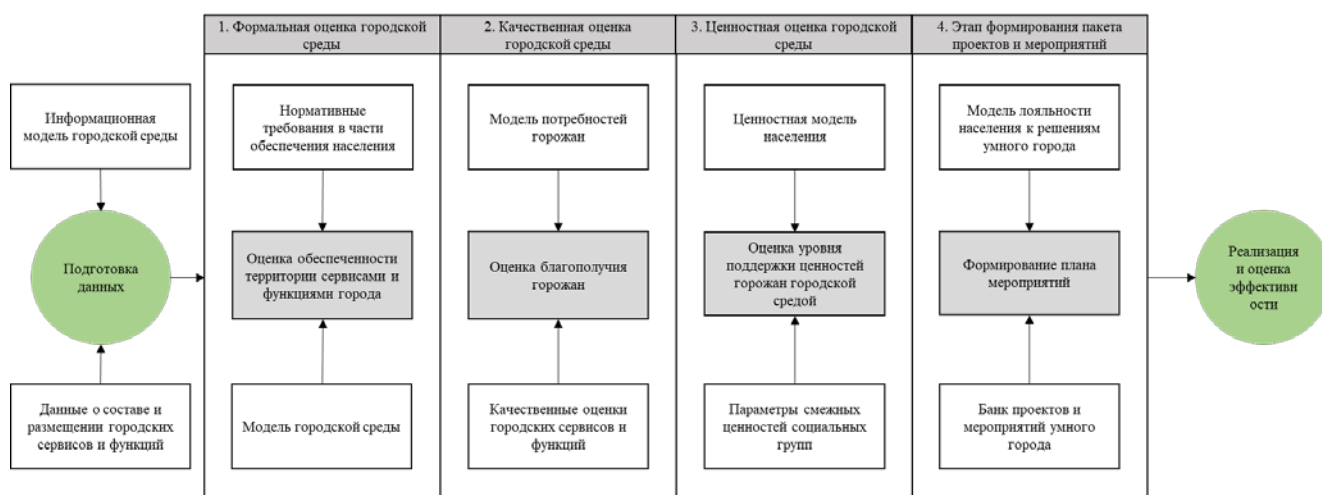 1. Формальная оценка городской
среды
2. Качественная оценка
городской среды
3. Ценностная оценка городской
среды
4. Этап формирования пакета
проектов и мероприятий
Информационная
модель городской среды
Нормативные
требования в части
обеспечения населения
Модель потребностей
горожан
Ценностная модель
населения
Модель лояльности
населения к решениям
умного города
Подготовка
данных
Оценка обеспеченности
территории сервисами и
функциями города
Оценка благополучия
горожан
Оценка уровня
поддержки ценностей
горожан городской
средой
Формирование плана
мероприятий
Реализация
и оценка
эффективн
ости
Данные о составе и
размещении городских
сервисов и функций
Модель городской среды
Качественные оценки
городских сервисов и
функций
Параметры смежных
ценностей социальных
групп
Банк проектов и
мероприятий умного
города